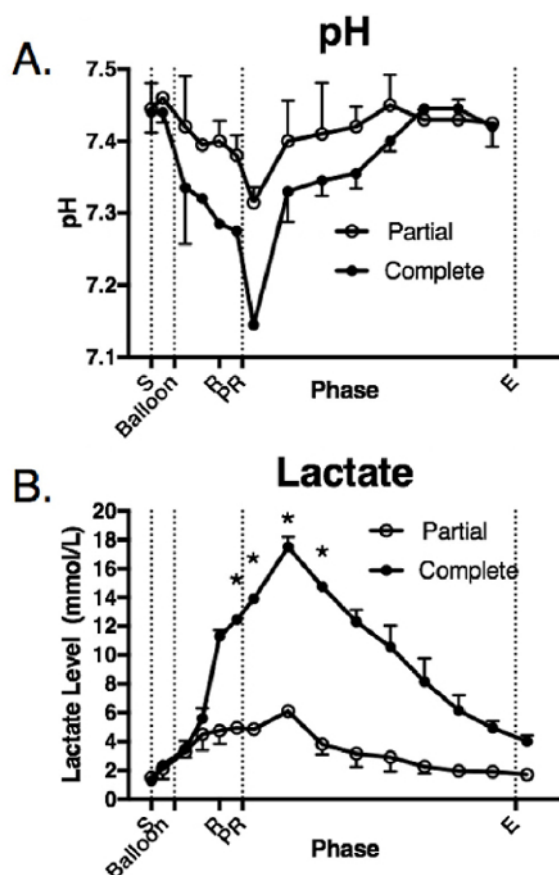 A.
pH
7.5
7.4
7.3
7.2
7.1
pH
Partial
Complete
S
Balloon
R
PR
E
Phase
B.
Lactate
20
18
16
14
12
10
8
6
4
2
0
Lactate Level (mmol/L)
* * * *
Partial
Complete
S
Balloon
R
PR
E
Phase